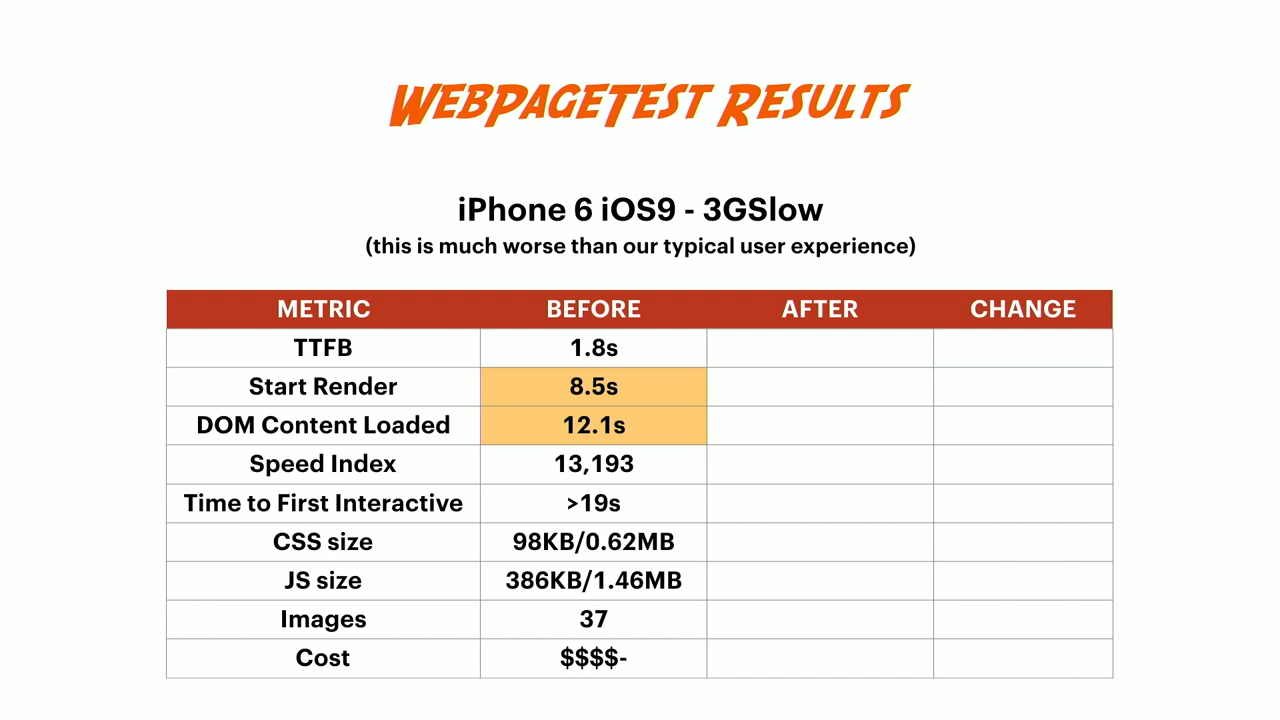 WebPageTest Results
iPhone 6 iOS9 - 3GSlow
(this is much worse than our typical user experience)
METRIC BEFORE AFTER CHANGE
TTFB 1.8s
Start Render 8.5s
DOM Content Loaded 12.1s
Speed Index 13,193
Time to First Interactive >19s
CSS size 98KB/0.62MB
JS size 386KB/1.46MB
Images 37
Cost $$$$-